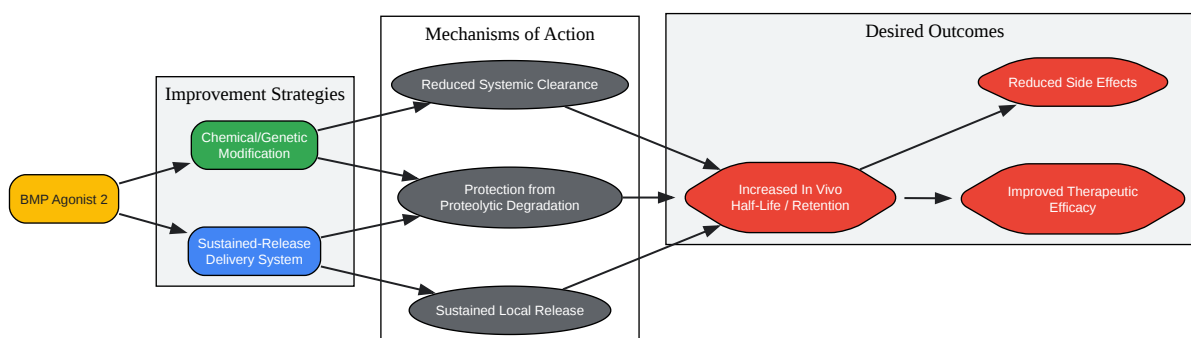 BMP Agonist 2
Improvement Strategies
Chemical/Genetic
Modification
Sustained-Release
Delivery System
Mechanisms of Action
Reduced Systemic Clearance
Protection from
Proteolytic Degradation
Sustained Local Release
Desired Outcomes
Increased In Vivo
Half-Life / Retention
Reduced Side Effects
Improved Therapeutic
Efficacy